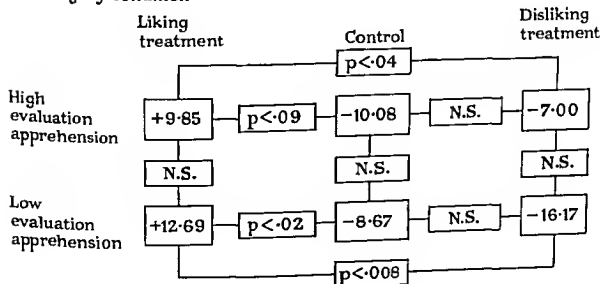 Liking
treatment
Control
Disliking
treatment
p<·04
High
evaluation
apprehension
+9·85
p<·09
-10·08
N.S.
-7·00
N.S.
N.S.
N.S.
Low
evaluation
apprehension
+12·69
p<·02
-8·67
N.S.
-16·17
p<·008